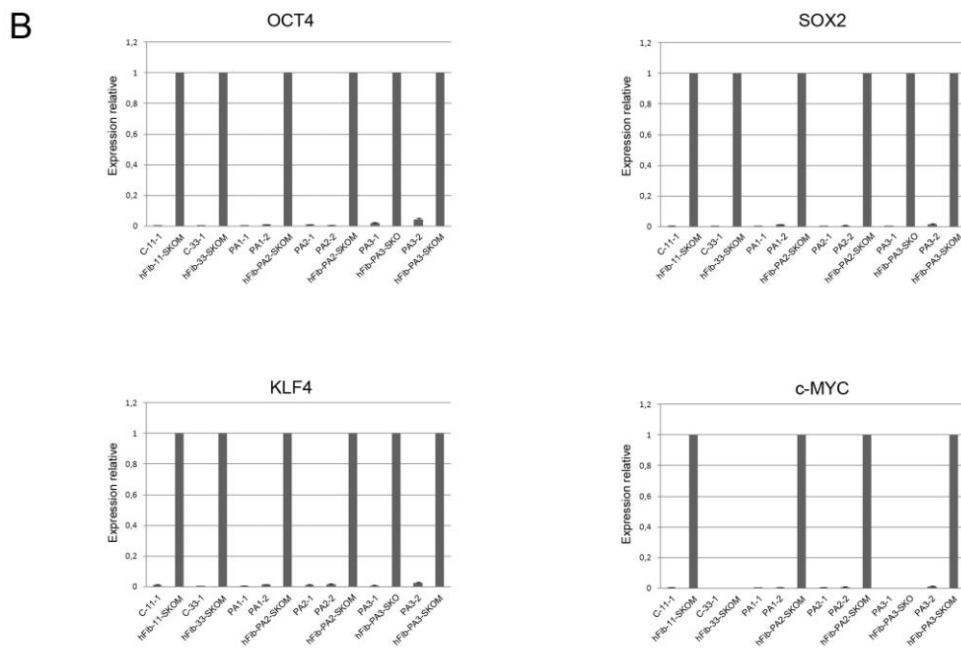 B
OCT4
Expression relative
1,2
1
0,8
0,6
0,4
0,2
0
C-11-1
hFib-11-SKOM
C-33-1
hFib-33-SKOM
PA1-1
PA1-2
hFib-PA2-SKOM
PA2-1
PA2-2
hFib-PA2-SKOM
PA3-1
hFib-PA3-SKO
PA3-2
hFib-PA3-SKOM
SOX2
Expression relative
1,2
1
0,8
0,6
0,4
0,2
0
C-11-1
hFib-11-SKOM
C-33-1
hFib-33-SKOM
PA1-1
PA1-2
hFib-PA2-SKOM
PA2-1
PA2-2
hFib-PA2-SKOM
PA3-1
hFib-PA3-SKO
PA3-2
hFib-PA3-SKOM
KLF4
Expression relative
1,2
1
0,8
0,6
0,4
0,2
0
C-11-1
hFib-11-SKOM
C-33-1
hFib-33-SKOM
PA1-1
PA1-2
hFib-PA2-SKOM
PA2-1
PA2-2
hFib-PA2-SKOM
PA3-1
hFib-PA3-SKO
PA3-2
hFib-PA3-SKOM
c-MYC
Expression relative
1,2
1
0,8
0,6
0,4
0,2
0
C-11-1
hFib-11-SKOM
C-33-1
hFib-33-SKOM
PA1-1
PA1-2
hFib-PA2-SKOM
PA2-1
PA2-2
hFib-PA2-SKOM
PA3-1
hFib-PA3-SKO
PA3-2
hFib-PA3-SKOM